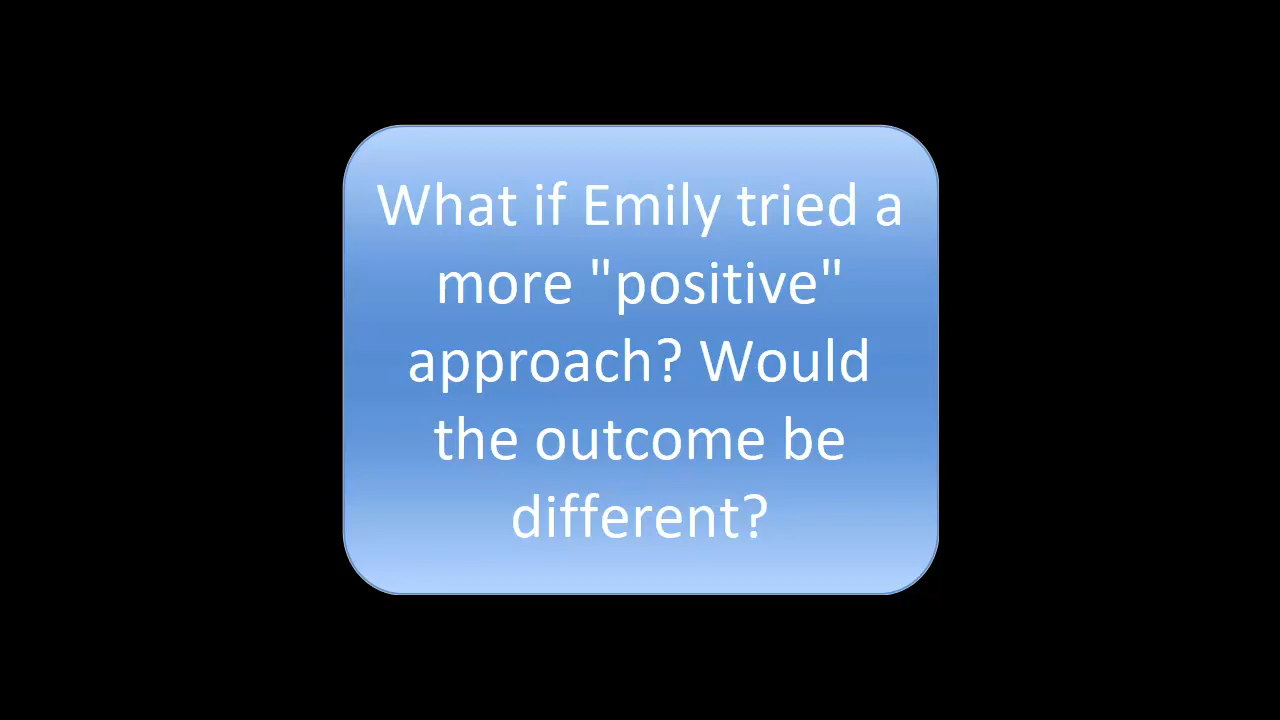 What if Emily tried a
more "positive"
approach? Would
the outcome be
different?